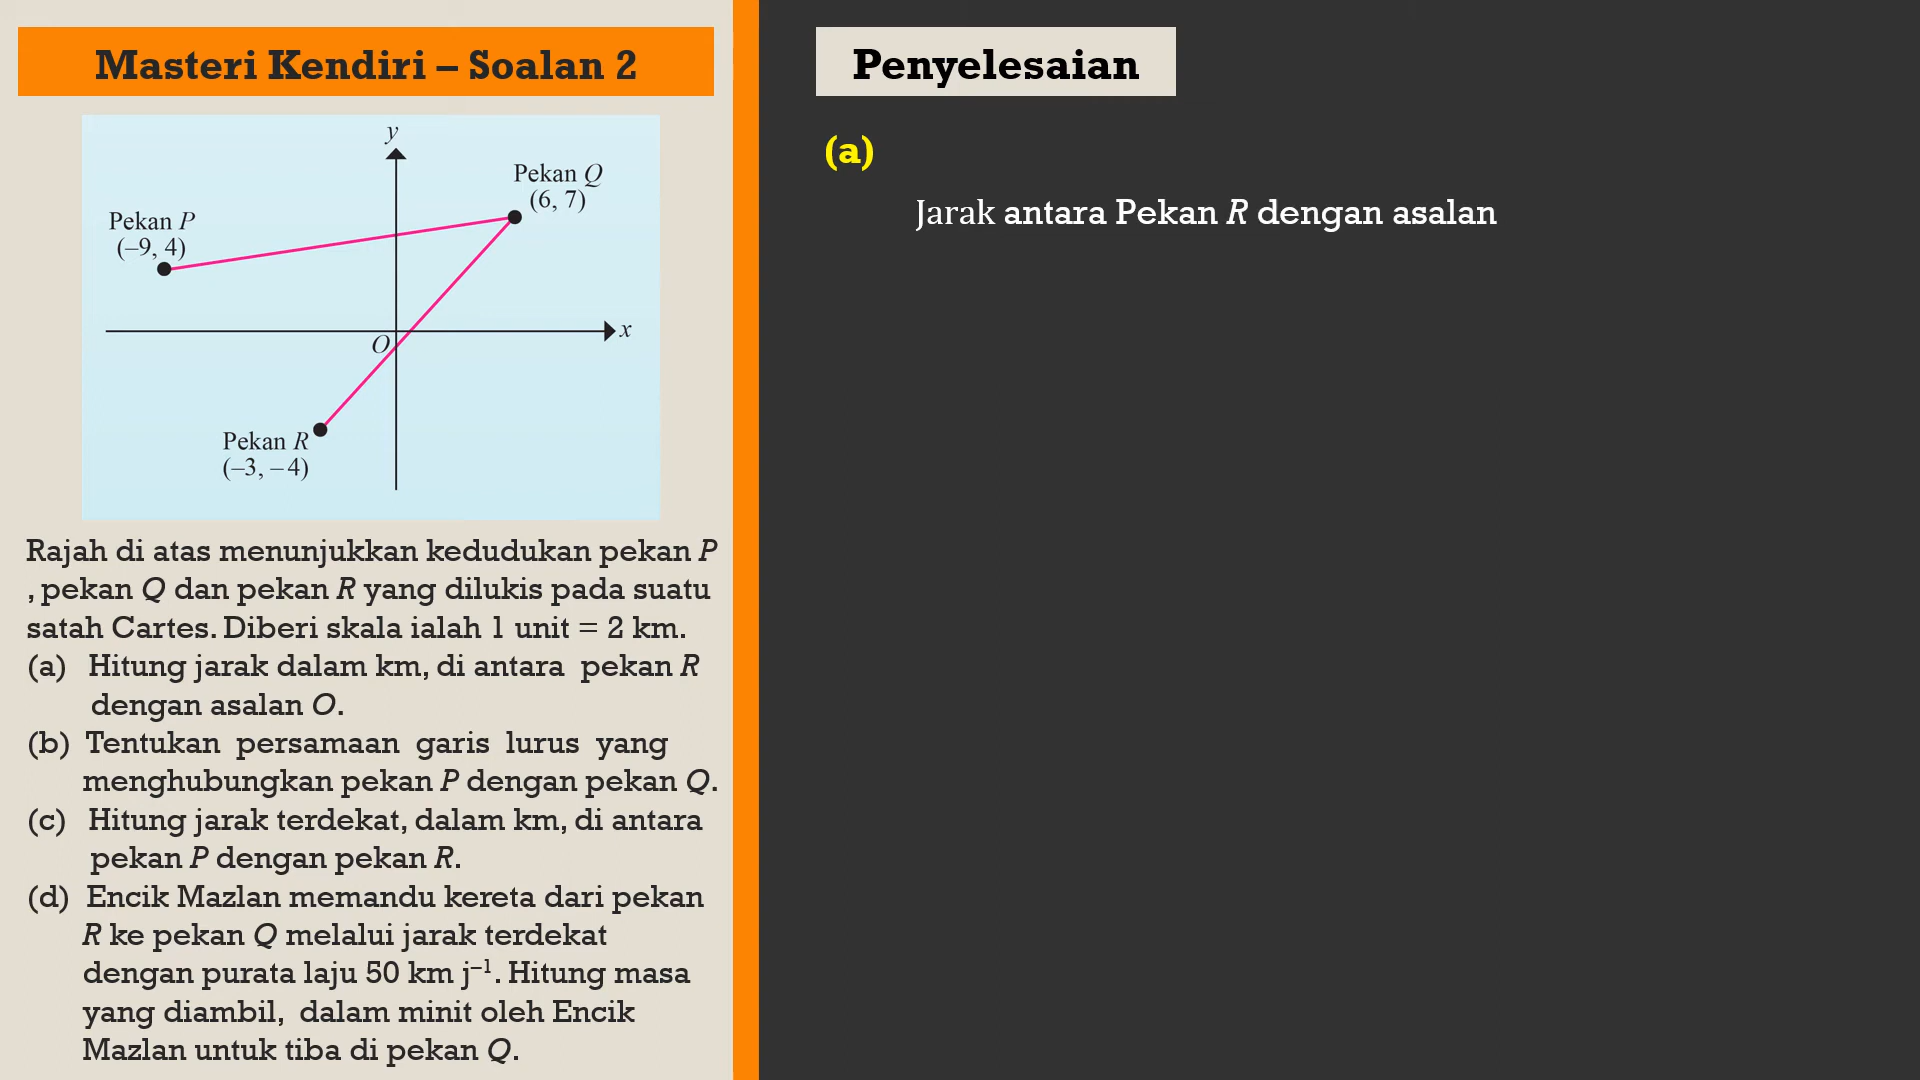 Masteri Kendiri – Soalan 2
y
Pekan Q
(6, 7)
Pekan P
(–9, 4)
x
O
Pekan R
(–3, –4)
Rajah di atas menunjukkan kedudukan pekan P
, pekan Q dan pekan R yang dilukis pada suatu
satah Cartes. Diberi skala ialah 1 unit = 2 km.
(a) Hitung jarak dalam km, di antara pekan R
dengan asalan O.
(b) Tentukan persamaan garis lurus yang
menghubungkan pekan P dengan pekan Q.
(c) Hitung jarak terdekat, dalam km, di antara
pekan P dengan pekan R.
(d) Encik Mazlan memandu kereta dari pekan
R ke pekan Q melalui jarak terdekat
dengan purata laju 50 km j⁻¹. Hitung masa
yang diambil, dalam minit oleh Encik
Mazlan untuk tiba di pekan Q.
Penyelesaian
(a)
Jarak antara Pekan R dengan asalan